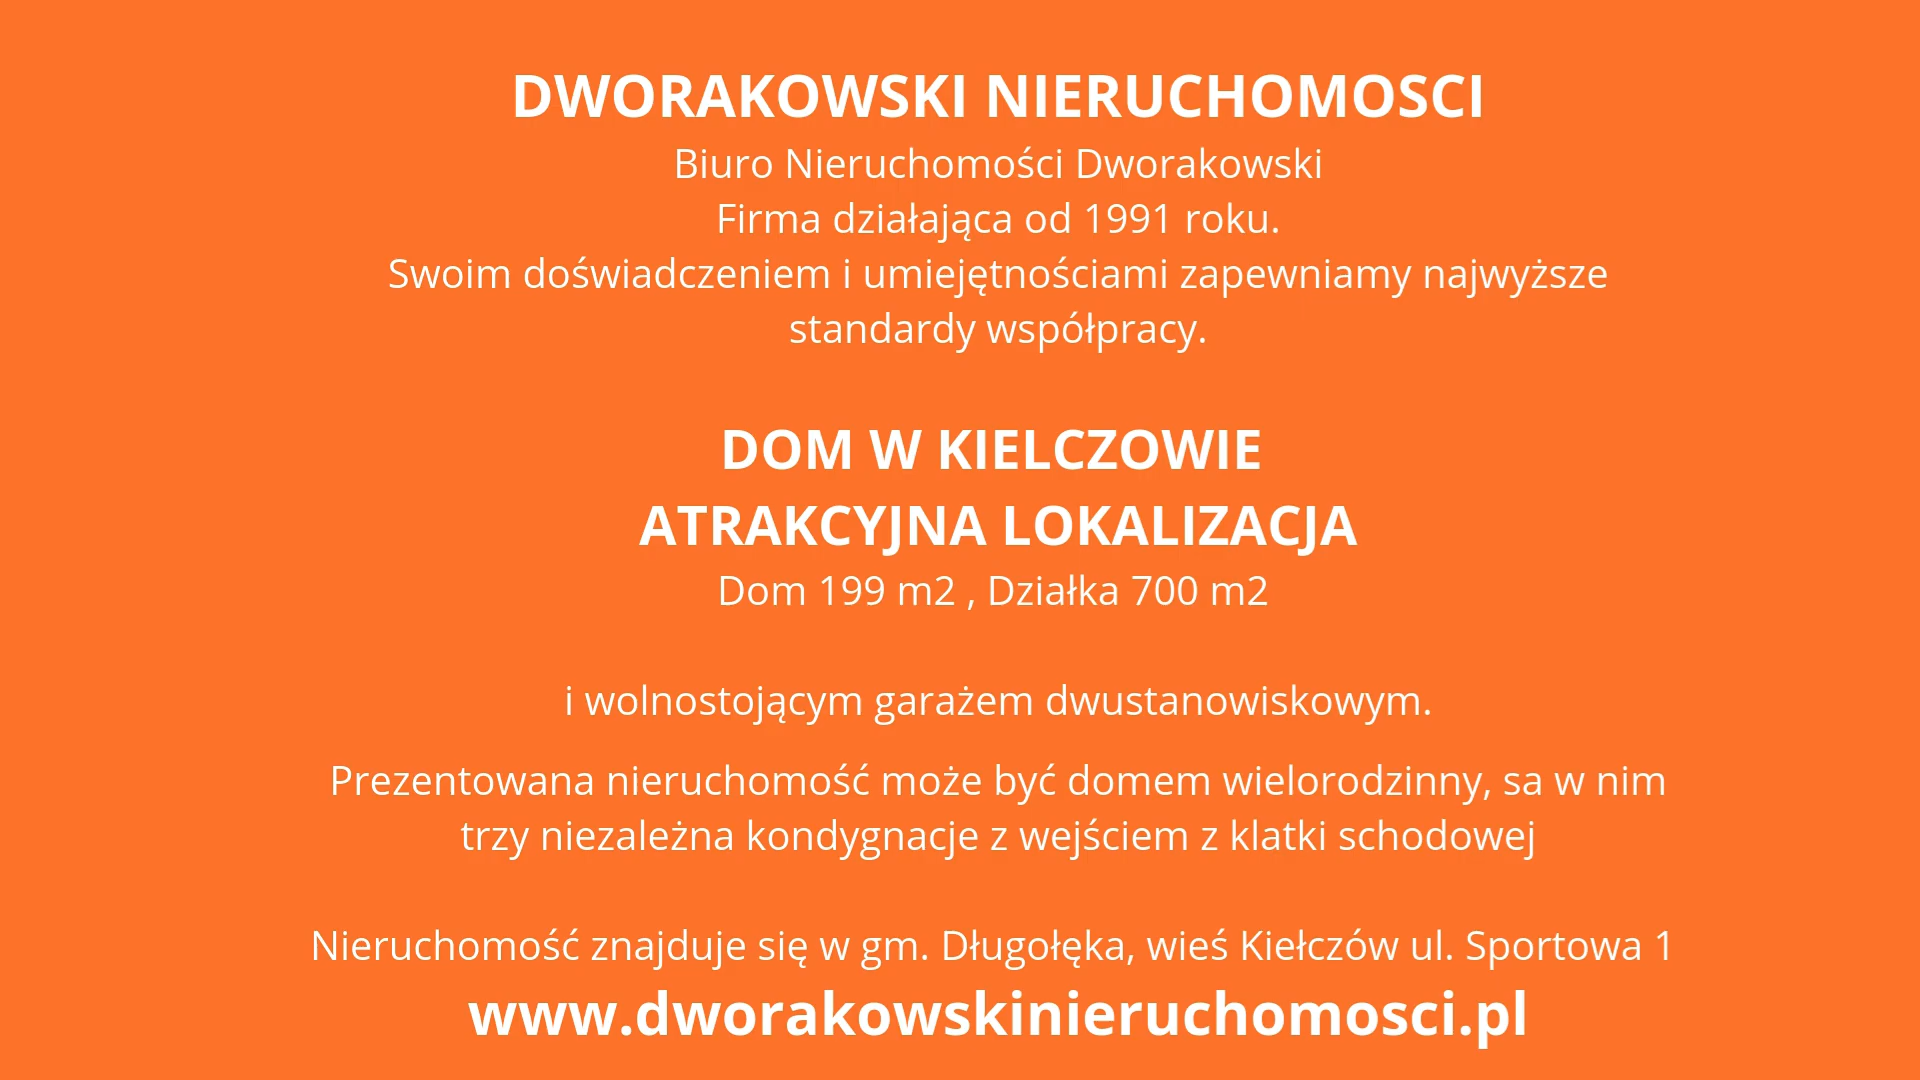 DWORAKOWSKI NIERUCHOMOSCI
Biuro Nieruchomości Dworakowski
Firma działająca od 1991 roku.
Swoim doświadczeniem i umiejętnościami zapewniamy najwyższe
standardy współpracy.
DOM W KIELCZOWIE
ATRAKCYJNA LOKALIZACJA
Dom 199 m2 , Działka 700 m2
i wolnostojącym garażem dwustanowiskowym.
Prezentowana nieruchomość może być domem wielorodzinny, sa w nim
trzy niezależna kondygnacje z wejściem z klatki schodowej
Nieruchomość znajduje się w gm. Długołęka, wieś Kiełczów ul. Sportowa 1
www.dworakowskinieruchomosci.pl